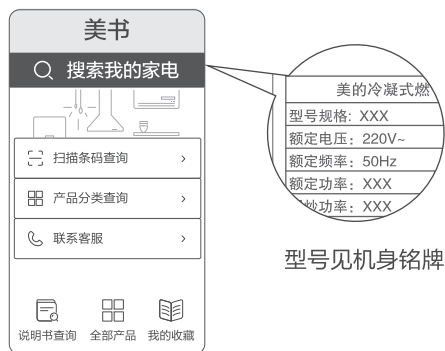 美书
搜索我的家电
扫描条码查询
产品分类查询
联系客服
说明书查询 全部产品 我的收藏
美的冷凝式燃
型号规格: XXX
额定电压: 220V~
额定频率: 50Hz
额定功率: XXX
功率: XXX
型号见机身铭牌